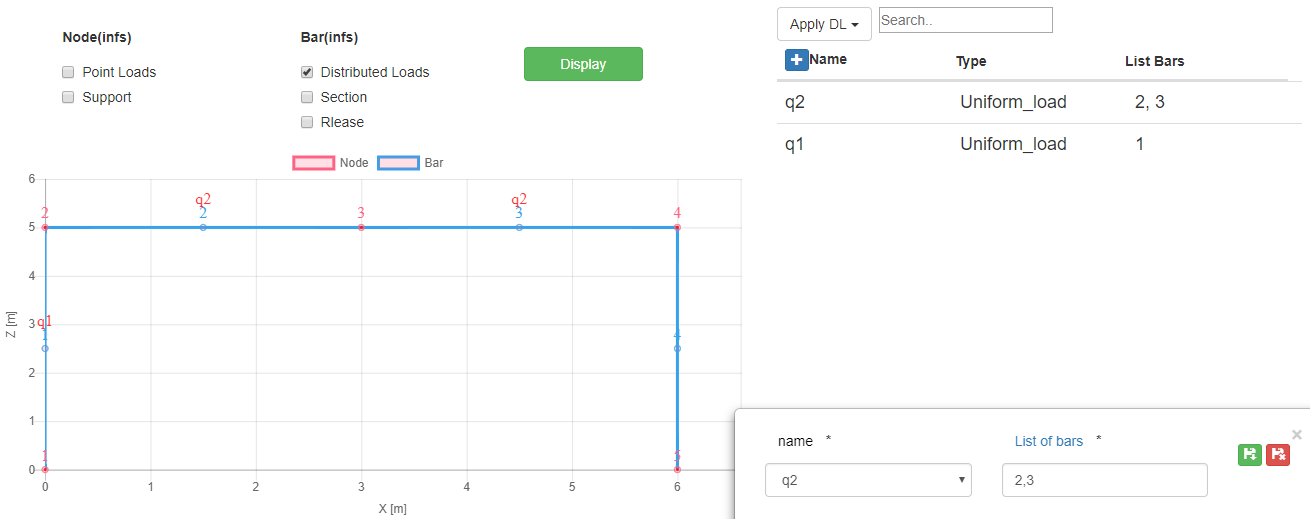 Node(infs)
Point Loads
Support
Bar(infs)
Distributed Loads
Section
Rlease
Display
Node Bar
6
q2 q2
2 2 3 3 4
5
4
q1
3
1 4
2
1
1 5
0
0 1 2 3 4 5 6
Z [m]
X [m]
Apply DL Search..
Name Type List Bars
q2 Uniform_load 2, 3
q1 Uniform_load 1
×
name * List of bars *
q2 2,3